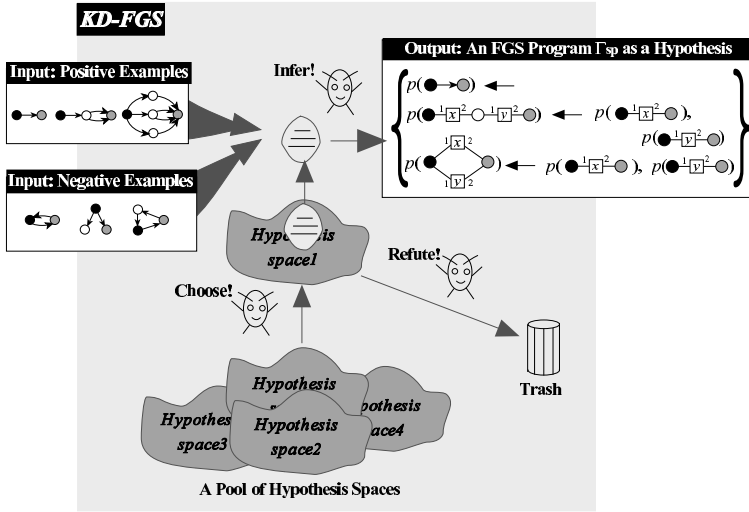 KD-FGS
Input: Positive Examples
Input: Negative Examples
Infer!
Output: An FGS Program Γsp as a Hypothesis
p( )
p( 1 x 2 1 y 2 ) p( 1 x 2 ),
p( 1 y 2 )
p( 1 x 2 1 y 2 ) p( 1 x 2 ), p( 1 y 2 )
space1
Refute!
Choose!
Trash
Hypothesis
space3
Hypothesis
Hypothesis
space2
A Pool of Hypothesis Spaces